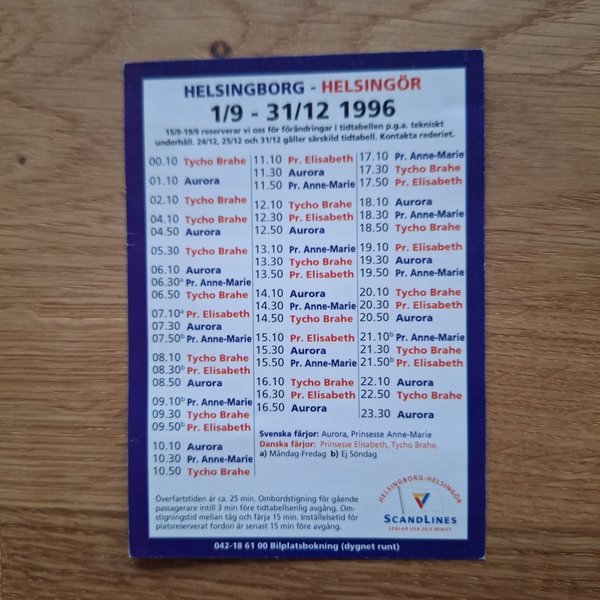 HELSINGBORG - HELSINGÖR
1/9 - 31/12 1996
15/9-19/9 reserverar vi oss för förändringar i tidtabellen p.g.a. tekniskt
underhåll. 24/12, 25/12 och 31/12 gäller särskild tidtabell. Kontakta rederiet.
00.10 Tycho Brahe
01.10 Aurora
02.10 Tycho Brahe
04.10 Tycho Brahe
04.50 Aurora
05.30 Tycho Brahe
06.10 Aurora
06.30ª Pr. Anne-Marie
06.50 Tycho Brahe
07.10ª Pr. Elisabeth
07.30 Aurora
07.50ᵇ Pr. Anne-Marie
08.10 Tycho Brahe
08.30ᵇ Pr. Elisabeth
08.50 Aurora
09.10ᵇ Pr. Anne-Marie
09.30 Tycho Brahe
09.50ᵇ Pr. Elisabeth
10.10 Aurora
10.30 Pr. Anne-Marie
10.50 Tycho Brahe
11.10 Pr. Elisabeth
11.30 Aurora
11.50 Pr. Anne-Marie
12.10 Tycho Brahe
12.30 Pr. Elisabeth
12.50 Aurora
13.10 Pr. Anne-Marie
13.30 Tycho Brahe
13.50 Pr. Elisabeth
14.10 Aurora
14.30 Pr. Anne-Marie
14.50 Tycho Brahe
15.10 Pr. Elisabeth
15.30 Aurora
15.50 Pr. Anne-Marie
16.10 Tycho Brahe
16.30 Pr. Elisabeth
16.50 Aurora
17.10 Pr. Anne-Marie
17.30 Tycho Brahe
17.50 Pr. Elisabeth
18.10 Aurora
18.30 Pr. Anne-Marie
18.50 Tycho Brahe
19.10 Pr. Elisabeth
19.30 Aurora
19.50 Pr. Anne-Marie
20.10 Tycho Brahe
20.30 Pr. Elisabeth
20.50 Aurora
21.10ᵇ Pr. Anne-Marie
21.30 Tycho Brahe
21.50ᵇ Pr. Elisabeth
22.10 Aurora
22.50 Tycho Brahe
23.30 Aurora
Svenska färjor: Aurora, Prinsesse Anne-Marie
Danska färjor: Prinsesse Elisabeth, Tycho Brahe.
a) Måndag-Fredag b) Ej Söndag
Överfartstiden är ca. 25 min. Ombordstigning för gående
passagerare intill 3 min före tidtabellsenlig avgång. Om-
stigningstid mellan tåg och färja 15 min. Inställelsetid för
platsreserverat fordon är senast 15 min före avgång.
HELSINGBORG-HELSINGÖR
SCANDLINES
SEGLAR VAR 20:E MINUT
042-18 61 00 Bilplatsbokning (dygnet runt)